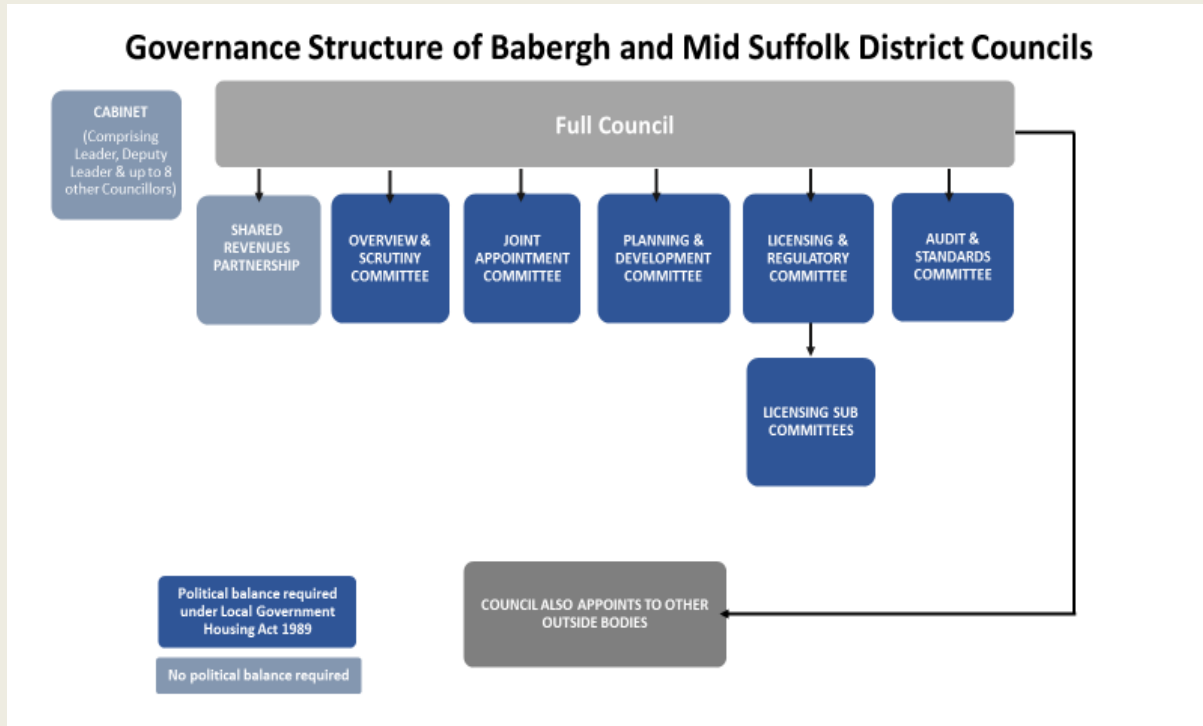 Governance Structure of Babergh and Mid Suffolk District Councils
CABINET
(Comprising
Leader, Deputy
Leader & up to 8
other Councillors)
Full Council
SHARED
REVENUES
PARTNERSHIP
OVERVIEW &
SCRUTINY
COMMITTEE
JOINT
APPOINTMENT
COMMITTEE
PLANNING &
DEVELOPMENT
COMMITTEE
LICENSING &
REGULATORY
COMMITTEE
AUDIT &
STANDARDS
COMMITTEE
LICENSING SUB
COMMITTEES
Political balance required
under Local Government
Housing Act 1989
No political balance required
COUNCIL ALSO APPOINTS TO OTHER
OUTSIDE BODIES